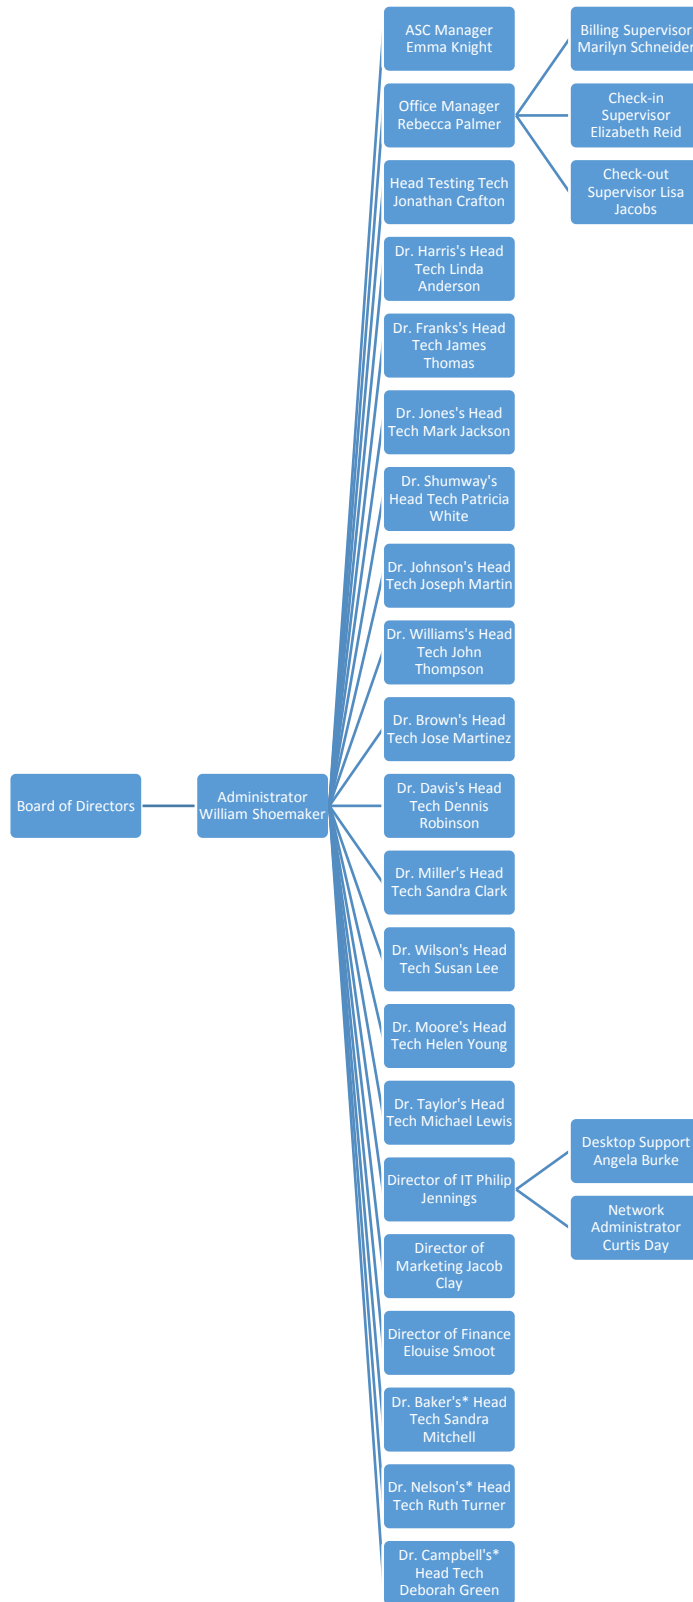 ASC Manager
Emma Knight
Billing Supervisor
Marilyn Schneider
Office Manager
Rebecca Palmer
Check-in
Supervisor
Elizabeth Reid
Check-out
Supervisor Lisa
Jacobs
Head Testing Tech
Jonathan Crafton
Dr. Harris's Head
Tech Linda
Anderson
Dr. Franks's Head
Tech James
Thomas
Dr. Jones's Head
Tech Mark Jackson
Dr. Shumway's
Head Tech Patricia
White
Dr. Johnson's Head
Tech Joseph Martin
Dr. Williams's Head
Tech John
Thompson
Dr. Brown's Head
Tech Jose Martinez
Board of Directors
Administrator
William Shoemaker
Dr. Davis's Head
Tech Dennis
Robinson
Dr. Miller's Head
Tech Sandra Clark
Dr. Wilson's Head
Tech Susan Lee
Dr. Moore's Head
Tech Helen Young
Dr. Taylor's Head
Tech Michael Lewis
Director of IT Philip
Jennings
Desktop Support
Angela Burke
Network
Administrator
Curtis Day
Director of
Marketing Jacob
Clay
Director of Finance
Elouise Smoot
Dr. Baker's* Head
Tech Sandra
Mitchell
Dr. Nelson's* Head
Tech Ruth Turner
Dr. Campbell's*
Head Tech
Deborah Green